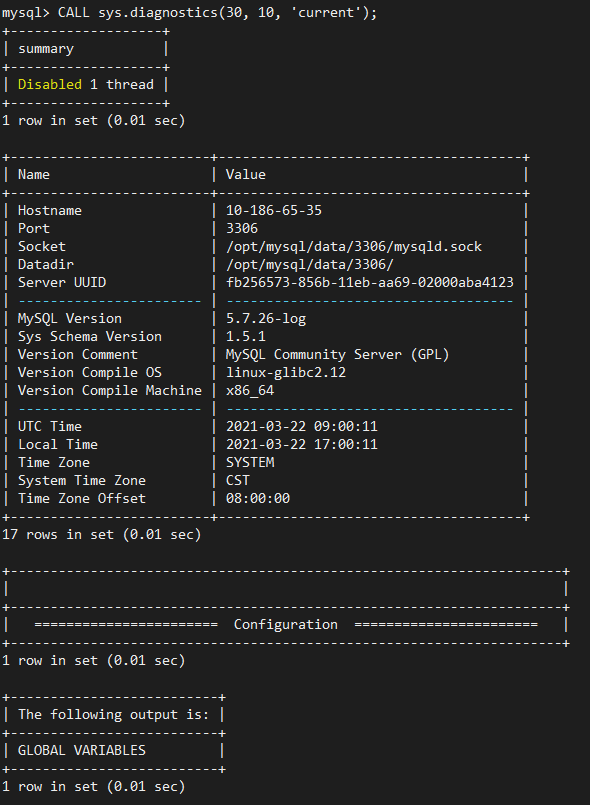 mysql> CALL sys.diagnostics(30, 10, 'current');
+-------------------+
| summary           |
+-------------------+
| Disabled 1 thread |
+-------------------+
1 row in set (0.01 sec)

+-------------------------+--------------------------------------+
| Name                    | Value                                |
+-------------------------+--------------------------------------+
| Hostname                | 10-186-65-35                         |
| Port                    | 3306                                 |
| Socket                  | /opt/mysql/data/3306/mysqld.sock     |
| Datadir                 | /opt/mysql/data/3306/                |
| Server UUID             | fb256573-856b-11eb-aa69-02000aba4123 |
| ----------------------- | ------------------------------------ |
| MySQL Version           | 5.7.26-log                           |
| Sys Schema Version      | 1.5.1                                |
| Version Comment         | MySQL Community Server (GPL)         |
| Version Compile OS      | linux-glibc2.12                      |
| Version Compile Machine | x86_64                               |
| ----------------------- | ------------------------------------ |
| UTC Time                | 2021-03-22 09:00:11                  |
| Local Time              | 2021-03-22 17:00:11                  |
| Time Zone               | SYSTEM                               |
| System Time Zone        | CST                                  |
| Time Zone Offset        | 08:00:00                             |
+-------------------------+--------------------------------------+
17 rows in set (0.01 sec)

+---------------------------------------------------------------------+
|                                                                     |
+---------------------------------------------------------------------+
|   =======================  Configuration  =======================   |
+---------------------------------------------------------------------+
1 row in set (0.01 sec)

+--------------------------+
| The following output is: |
+--------------------------+
| GLOBAL VARIABLES         |
+--------------------------+
1 row in set (0.01 sec)